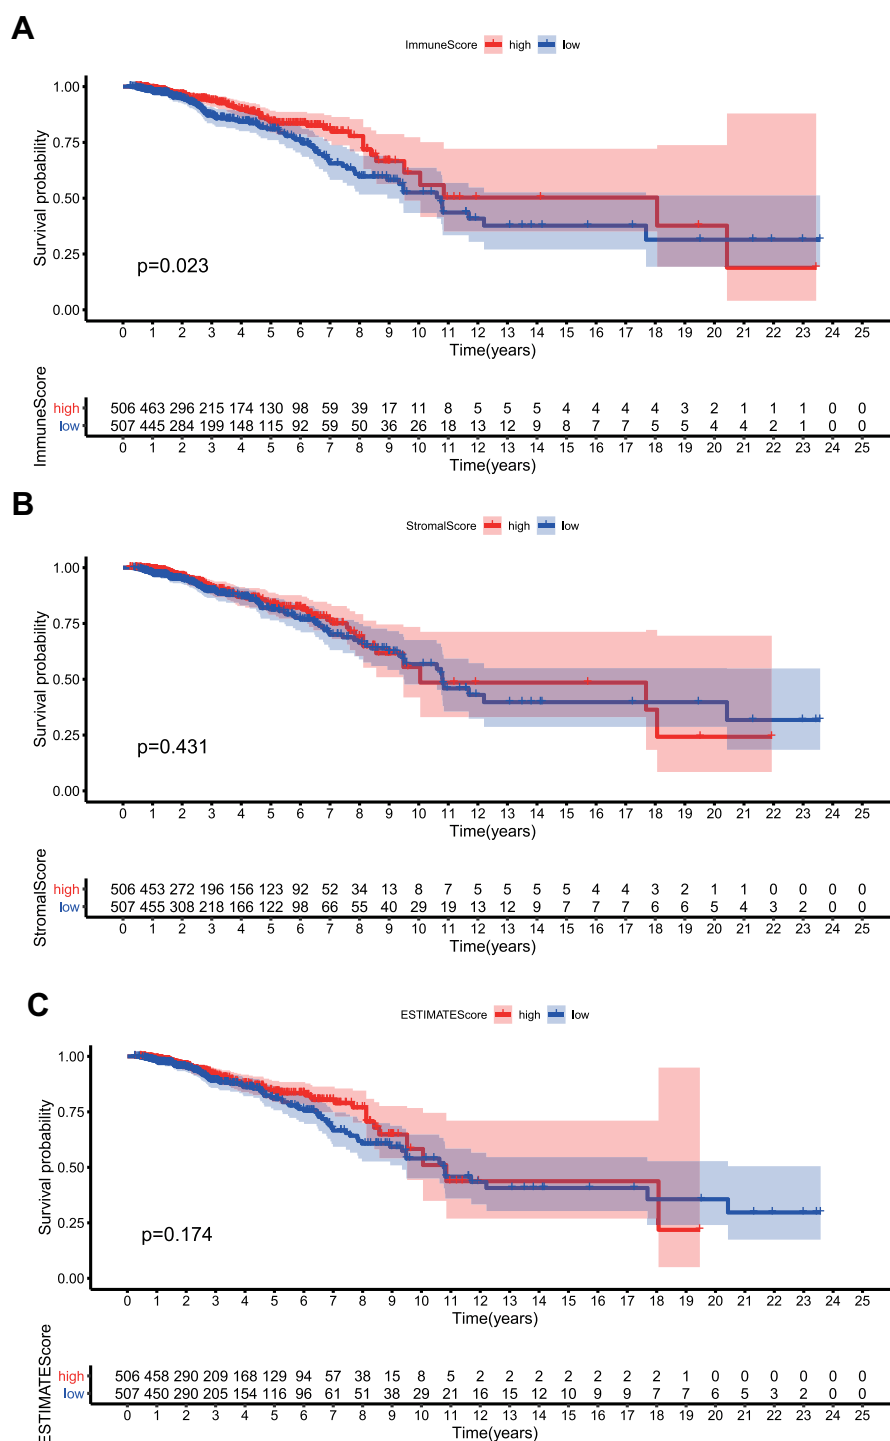 A
ImmuneScore high low
1.00
0.75
0.50
0.25
0.00
Survival probability
p=0.023
0 1 2 3 4 5 6 7 8 9 10 11 12 13 14 15 16 17 18 19 20 21 22 23 24 25
Time(years)
ImmuneScore
high 506 463 296 215 174 130 98 59 39 17 11 8 5 5 5 4 4 4 4 3 2 1 1 1 0 0
low 507 445 284 199 148 115 92 59 50 36 26 18 13 12 9 8 7 7 5 5 4 4 2 1 0 0
0 1 2 3 4 5 6 7 8 9 10 11 12 13 14 15 16 17 18 19 20 21 22 23 24 25
Time(years)
B
StromalScore high low
1.00
0.75
0.50
0.25
0.00
Survival probability
p=0.431
0 1 2 3 4 5 6 7 8 9 10 11 12 13 14 15 16 17 18 19 20 21 22 23 24 25
Time(years)
StromalScore
high 506 453 272 196 156 123 92 52 34 13 8 7 5 5 5 5 4 4 3 2 1 1 0 0 0 0
low 507 455 308 218 166 122 98 66 55 40 29 19 13 12 9 7 7 7 6 6 5 4 3 2 0 0
0 1 2 3 4 5 6 7 8 9 10 11 12 13 14 15 16 17 18 19 20 21 22 23 24 25
Time(years)
C
ESTIMATEScore high low
1.00
0.75
0.50
0.25
0.00
Survival probability
p=0.174
0 1 2 3 4 5 6 7 8 9 10 11 12 13 14 15 16 17 18 19 20 21 22 23 24 25
Time(years)
ESTIMATEScore
high 506 458 290 209 168 129 94 57 38 15 8 5 2 2 2 2 2 2 2 1 0 0 0 0 0 0
low 507 450 290 205 154 116 96 61 51 38 29 21 16 15 12 10 9 9 7 7 6 5 3 2 0 0
0 1 2 3 4 5 6 7 8 9 10 11 12 13 14 15 16 17 18 19 20 21 22 23 24 25
Time(years)